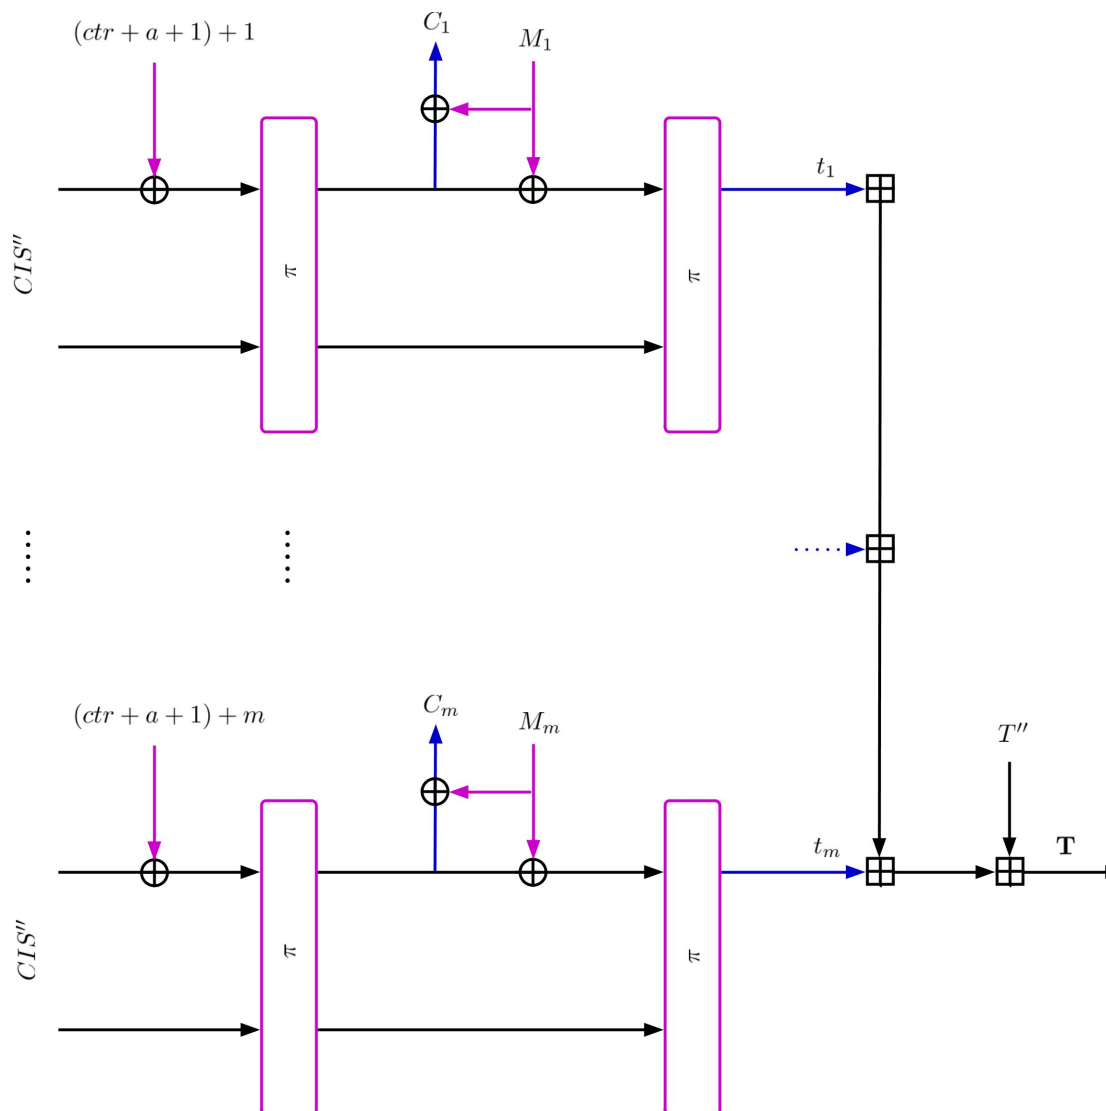 (ctr + a + 1) + 1
C₁
M₁
t₁
CIS″
π
π
(ctr + a + 1) + m
Cₘ
Mₘ
T″
tₘ
T
CIS″
π
π